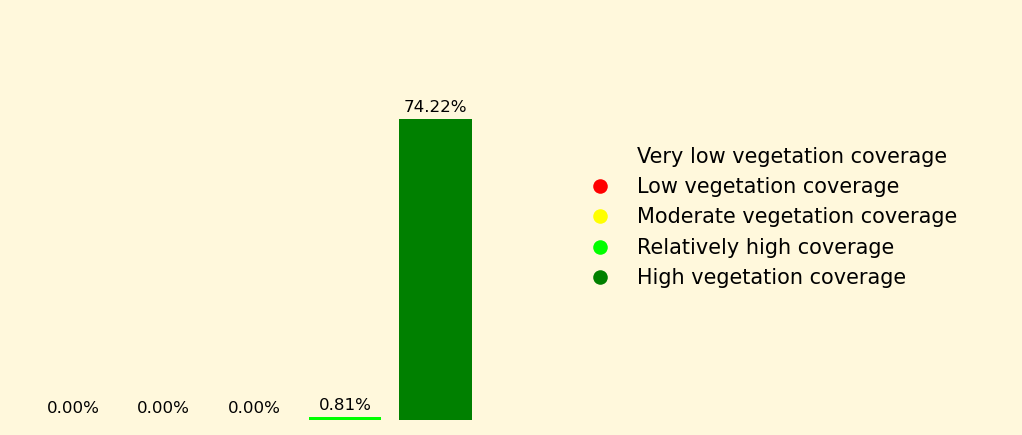 74.22%
Very low vegetation coverage
Low vegetation coverage
Moderate vegetation coverage
Relatively high coverage
High vegetation coverage
0.00%
0.00%
0.00%
0.81%